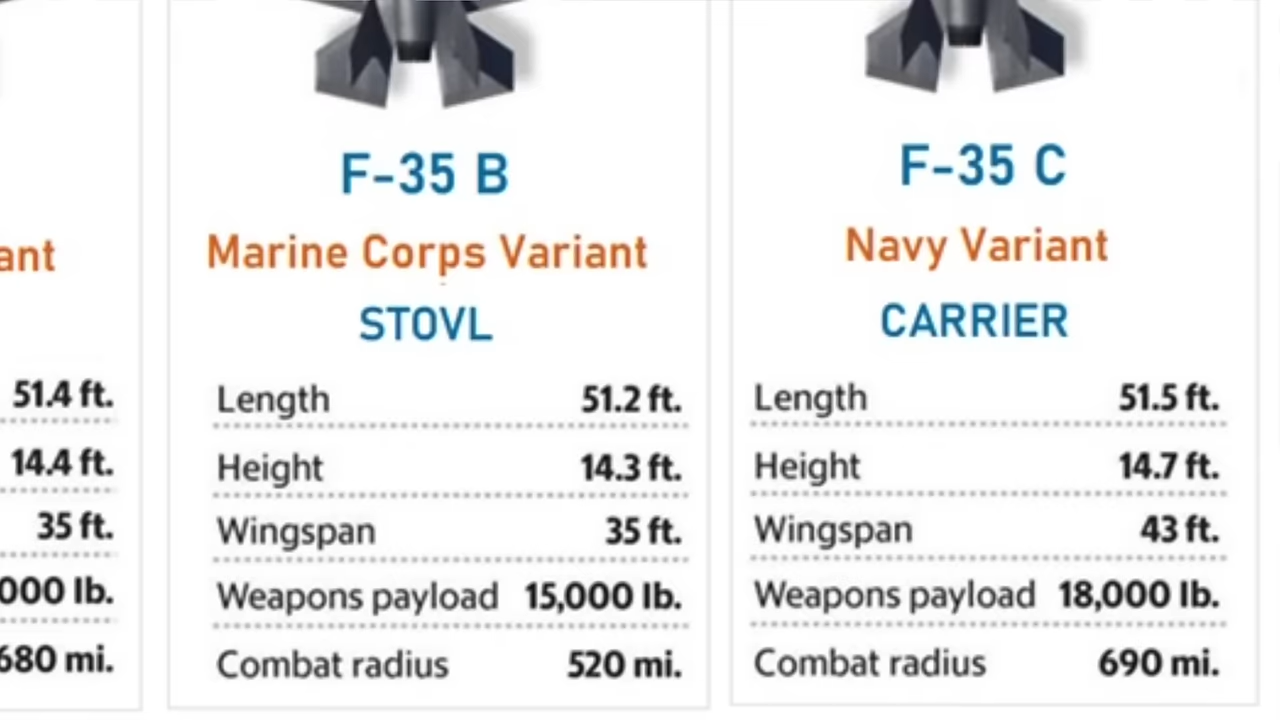 ant
51.4 ft.
14.4 ft.
35 ft.
000 lb.
680 mi.
F-35 B
Marine Corps Variant
STOVL
Length 51.2 ft.
Height 14.3 ft.
Wingspan 35 ft.
Weapons payload 15,000 lb.
Combat radius 520 mi.
F-35 C
Navy Variant
CARRIER
Length 51.5 ft.
Height 14.7 ft.
Wingspan 43 ft.
Weapons payload 18,000 lb.
Combat radius 690 mi.